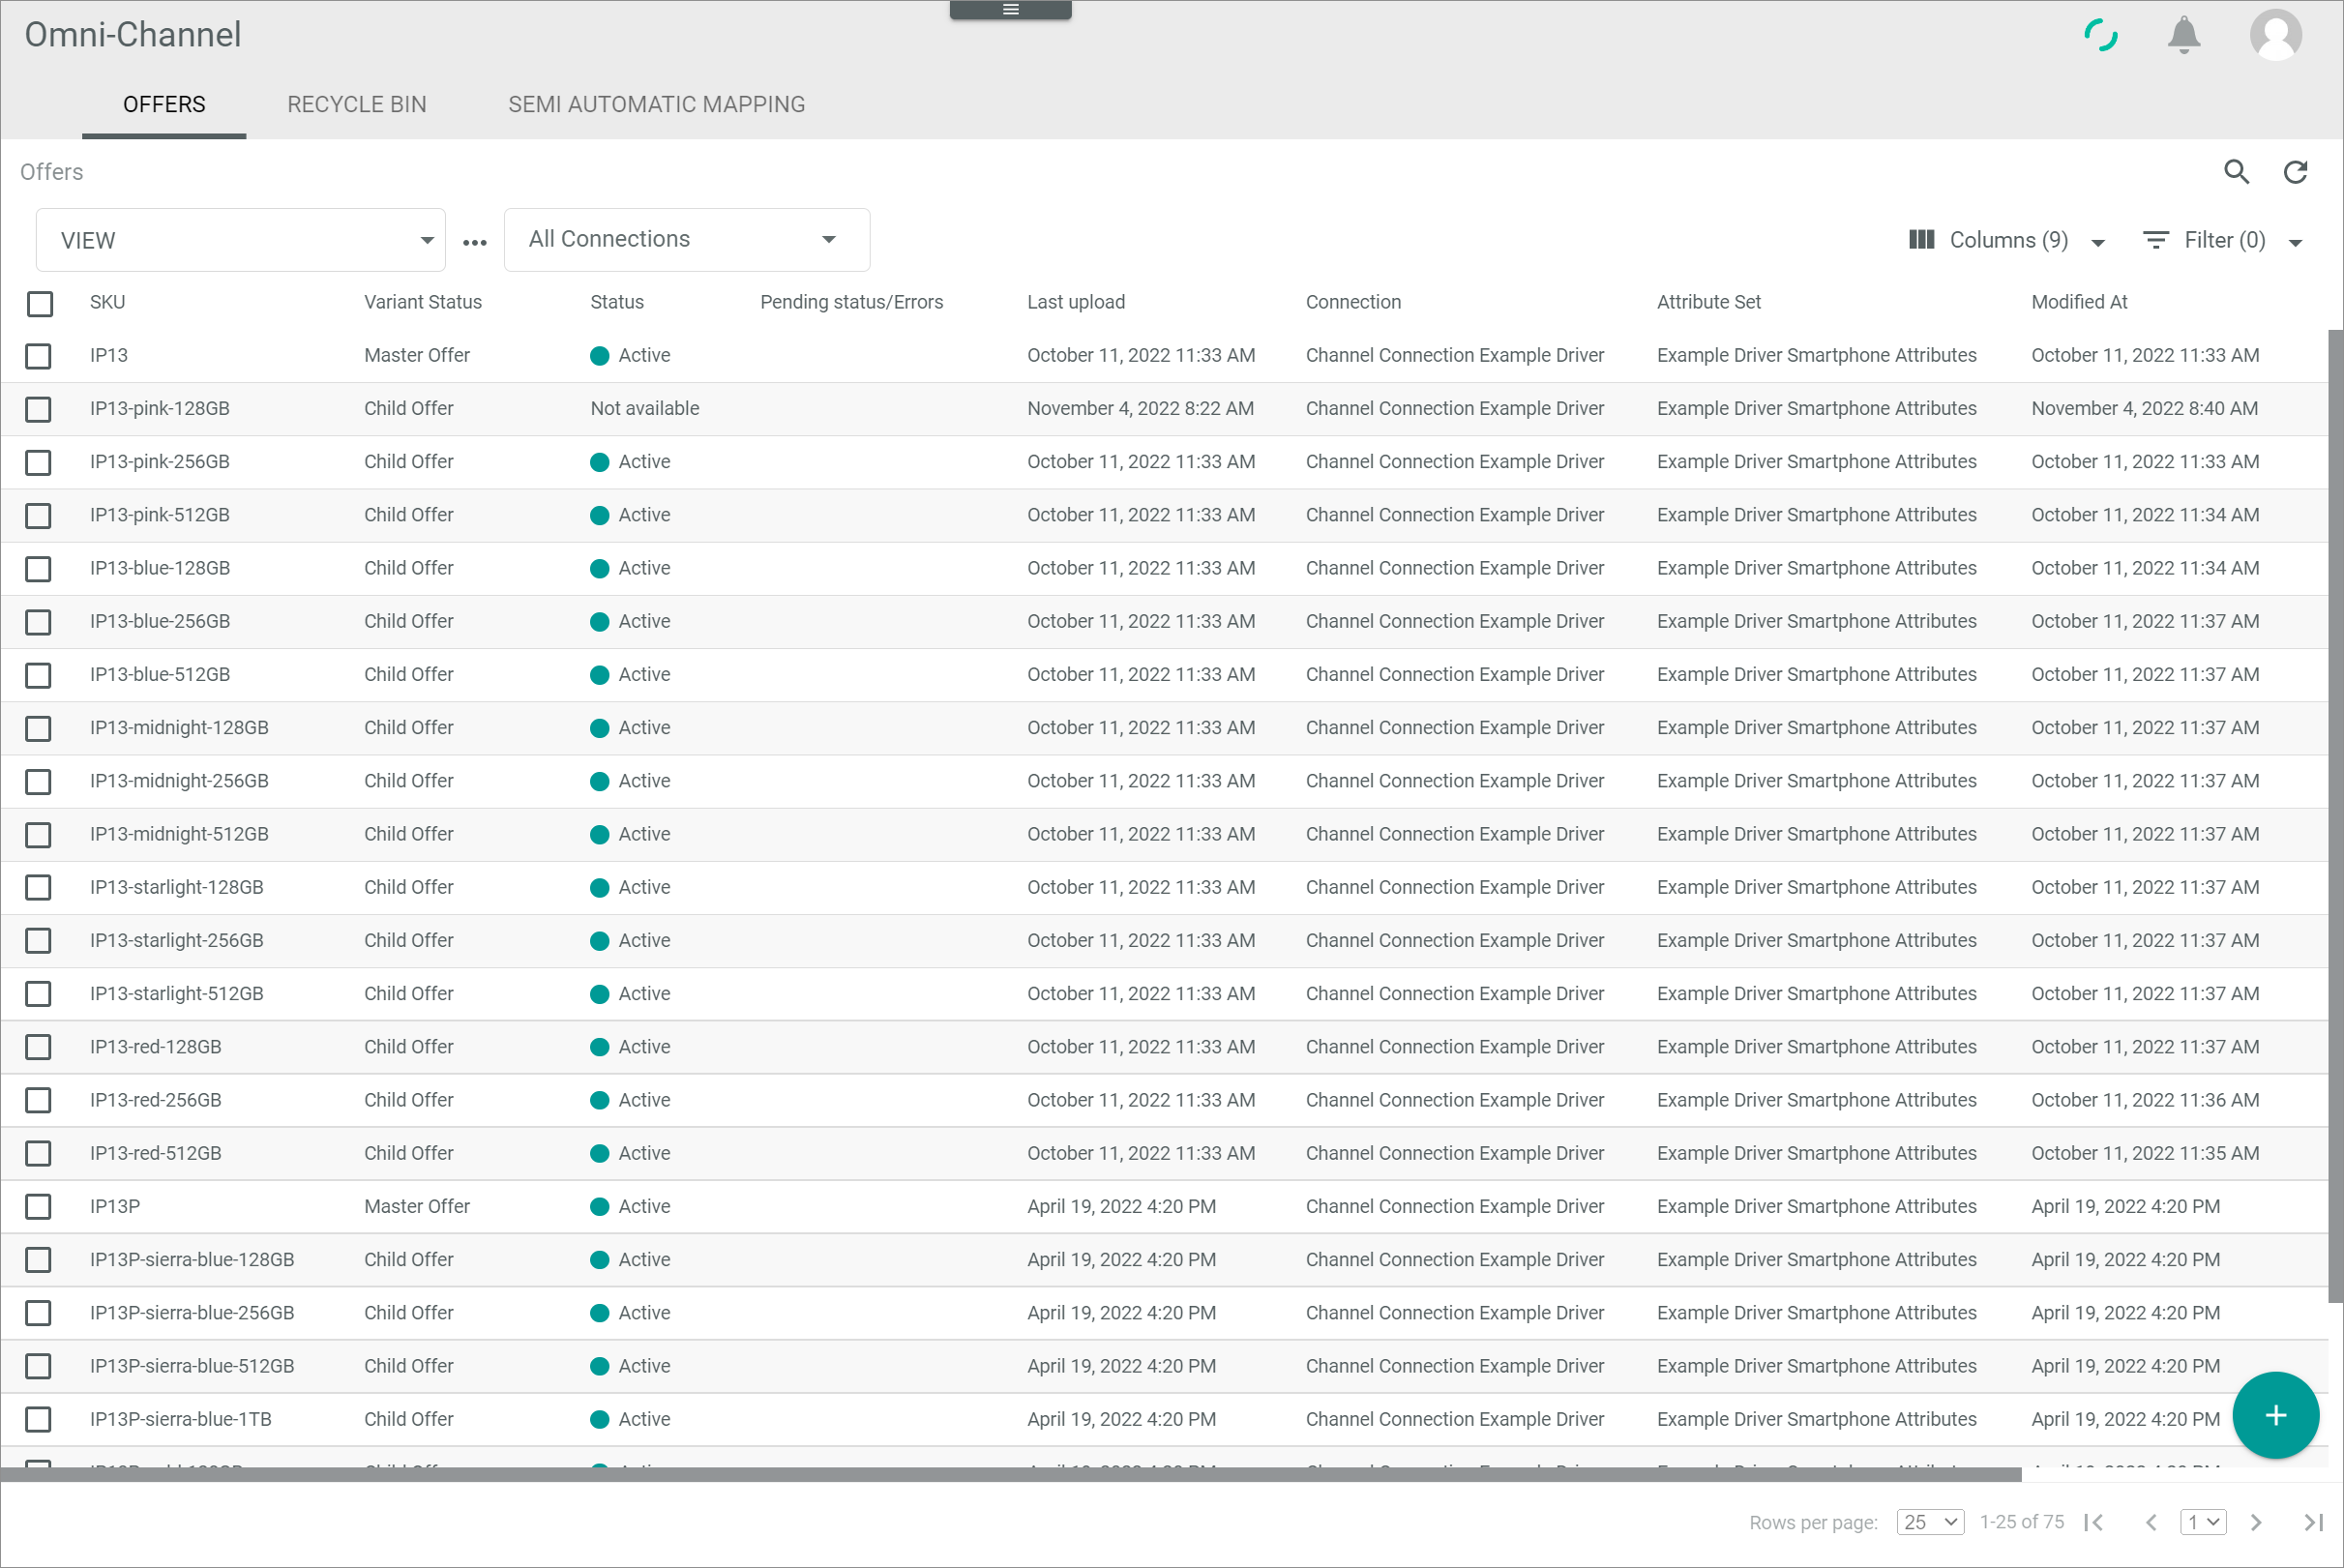 Omni-Channel
OFFERS RECYCLE BIN SEMI AUTOMATIC MAPPING
Offers
VIEW All Connections Columns (9) Filter (0)
SKU Variant Status Status Pending status/Errors Last upload Connection Attribute Set Modified At
IP13 Master Offer Active October 11, 2022 11:33 AM Channel Connection Example Driver Example Driver Smartphone Attributes October 11, 2022 11:33 AM
IP13-pink-128GB Child Offer Not available November 4, 2022 8:22 AM Channel Connection Example Driver Example Driver Smartphone Attributes November 4, 2022 8:40 AM
IP13-pink-256GB Child Offer Active October 11, 2022 11:33 AM Channel Connection Example Driver Example Driver Smartphone Attributes October 11, 2022 11:33 AM
IP13-pink-512GB Child Offer Active October 11, 2022 11:33 AM Channel Connection Example Driver Example Driver Smartphone Attributes October 11, 2022 11:34 AM
IP13-blue-128GB Child Offer Active October 11, 2022 11:33 AM Channel Connection Example Driver Example Driver Smartphone Attributes October 11, 2022 11:34 AM
IP13-blue-256GB Child Offer Active October 11, 2022 11:33 AM Channel Connection Example Driver Example Driver Smartphone Attributes October 11, 2022 11:37 AM
IP13-blue-512GB Child Offer Active October 11, 2022 11:33 AM Channel Connection Example Driver Example Driver Smartphone Attributes October 11, 2022 11:37 AM
IP13-midnight-128GB Child Offer Active October 11, 2022 11:33 AM Channel Connection Example Driver Example Driver Smartphone Attributes October 11, 2022 11:37 AM
IP13-midnight-256GB Child Offer Active October 11, 2022 11:33 AM Channel Connection Example Driver Example Driver Smartphone Attributes October 11, 2022 11:37 AM
IP13-midnight-512GB Child Offer Active October 11, 2022 11:33 AM Channel Connection Example Driver Example Driver Smartphone Attributes October 11, 2022 11:37 AM
IP13-starlight-128GB Child Offer Active October 11, 2022 11:33 AM Channel Connection Example Driver Example Driver Smartphone Attributes October 11, 2022 11:37 AM
IP13-starlight-256GB Child Offer Active October 11, 2022 11:33 AM Channel Connection Example Driver Example Driver Smartphone Attributes October 11, 2022 11:37 AM
IP13-starlight-512GB Child Offer Active October 11, 2022 11:33 AM Channel Connection Example Driver Example Driver Smartphone Attributes October 11, 2022 11:37 AM
IP13-red-128GB Child Offer Active October 11, 2022 11:33 AM Channel Connection Example Driver Example Driver Smartphone Attributes October 11, 2022 11:37 AM
IP13-red-256GB Child Offer Active October 11, 2022 11:33 AM Channel Connection Example Driver Example Driver Smartphone Attributes October 11, 2022 11:36 AM
IP13-red-512GB Child Offer Active October 11, 2022 11:33 AM Channel Connection Example Driver Example Driver Smartphone Attributes October 11, 2022 11:35 AM
IP13P Master Offer Active April 19, 2022 4:20 PM Channel Connection Example Driver Example Driver Smartphone Attributes April 19, 2022 4:20 PM
IP13P-sierra-blue-128GB Child Offer Active April 19, 2022 4:20 PM Channel Connection Example Driver Example Driver Smartphone Attributes April 19, 2022 4:20 PM
IP13P-sierra-blue-256GB Child Offer Active April 19, 2022 4:20 PM Channel Connection Example Driver Example Driver Smartphone Attributes April 19, 2022 4:20 PM
IP13P-sierra-blue-512GB Child Offer Active April 19, 2022 4:20 PM Channel Connection Example Driver Example Driver Smartphone Attributes April 19, 2022 4:20 PM
IP13P-sierra-blue-1TB Child Offer Active April 19, 2022 4:20 PM Channel Connection Example Driver Example Driver Smartphone Attributes April 19, 2022 4:20 PM
Rows per page: 25 1-25 of 75 1